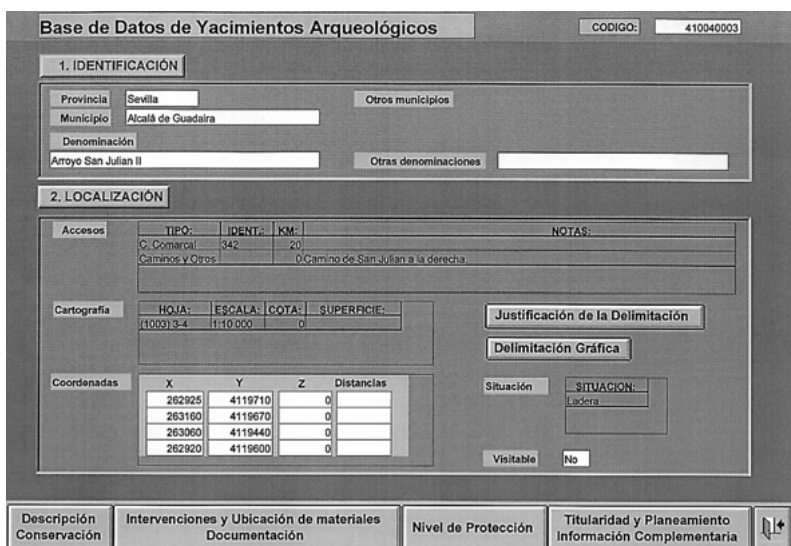 Base de Datos de Yacimientos Arqueológicos CODIGO: 410040003
1. IDENTIFICACIÓN
Provincia Sevilla Otros municipios
Municipio Alcalá de Guadaira
Denominación
Arroyo San Julian II Otras denominaciones
2. LOCALIZACIÓN
Accesos TIPO: IDENT.: KM: NOTAS:
C. Comarcal 342 20
Caminos y Otros 0 Camino de San Julian a la derecha.
Cartografía HOJA: ESCALA: COTA: SUPERFICIE: Justificación de la Delimitación
(1003) 3-4 1:10.000 0
Delimitación Gráfica
Coordenadas X Y Z Distancias Situación SITUACION:
262925 4119710 0 Ladera
263160 4119670 0
263060 4119440 0
262920 4119600 0 Visitable No
Descripción Conservación
Intervenciones y Ubicación de materiales Documentación
Nivel de Protección
Titularidad y Planeamiento Información Complementaria